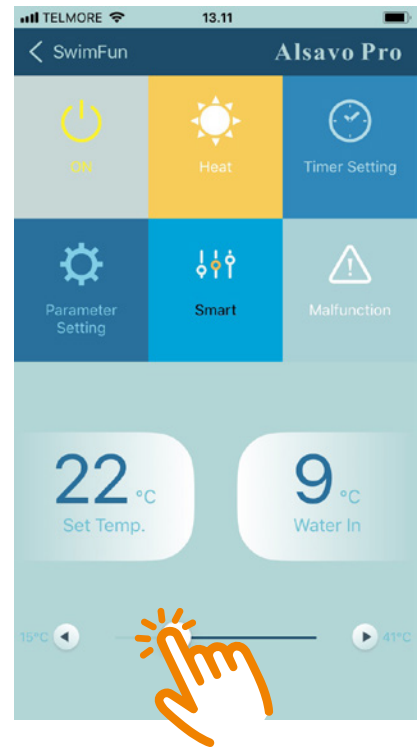 TELMORE 13.11
SwimFun Alsavo Pro
ON Heat Timer Setting
Parameter Setting Smart Malfunction
22 °C 9 °C
Set Temp. Water In
15°C 41°C